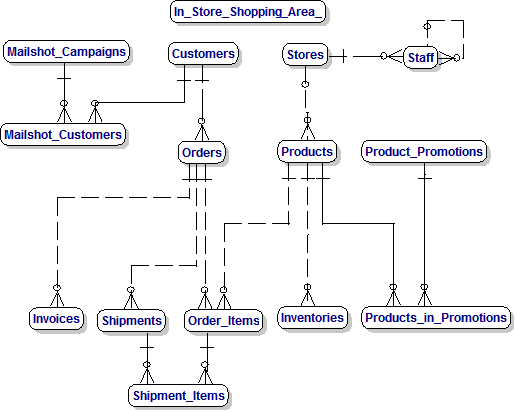 In_Store_Shopping_Area_
Mailshot_Campaigns
Customers
Stores
Staff
Mailshot_Customers
Orders
Products
Product_Promotions
Invoices
Shipments
Order_Items
Inventories
Products_in_Promotions
Shipment_Items